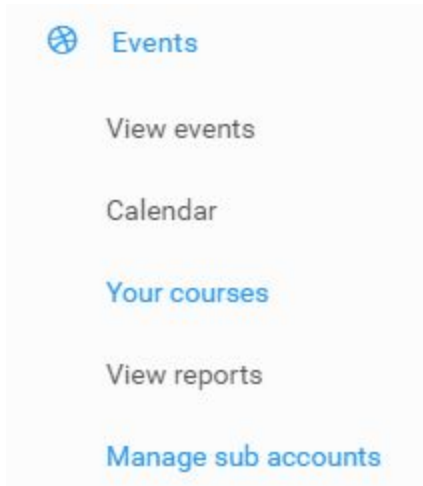 Events
View events
Calendar
Your courses
View reports
Manage sub accounts